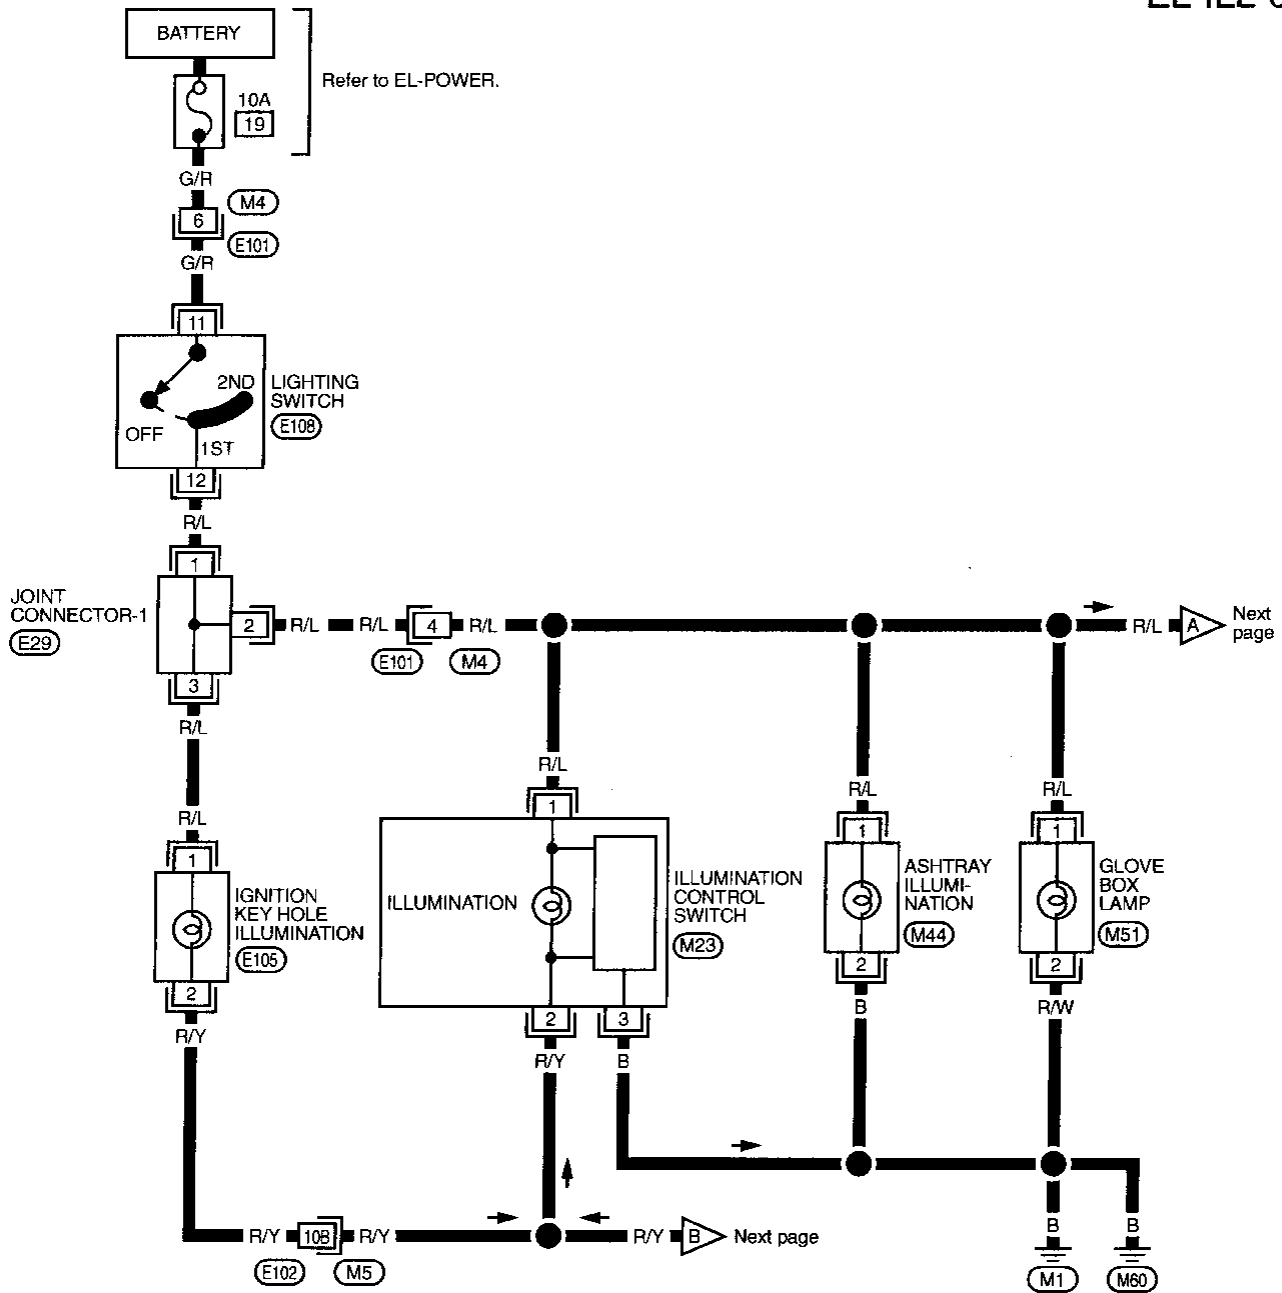 BATTERY
Refer to EL-POWER.
10A
19
G/R
M4
6
E101
G/R
11
2ND
LIGHTING
SWITCH
E108
OFF
1ST
12
R/L
1
JOINT
CONNECTOR-1
E29
2
R/L
R/L
4
R/L
E101
M4
R/L
A
Next
page
3
R/L
R/L
R/L
R/L
R/L
1
1
1
1
IGNITION
KEY HOLE
ILLUMINATION
E105
ILLUMINATION
ILLUMINATION
CONTROL
SWITCH
M23
ASHTRAY
ILLUMI-
NATION
M44
GLOVE
BOX
LAMP
M51
2
2
3
2
2
R/Y
R/Y
B
B
R/W
R/Y
10B
R/Y
E102
M5
R/Y
B
Next page
B
B
M1
M60